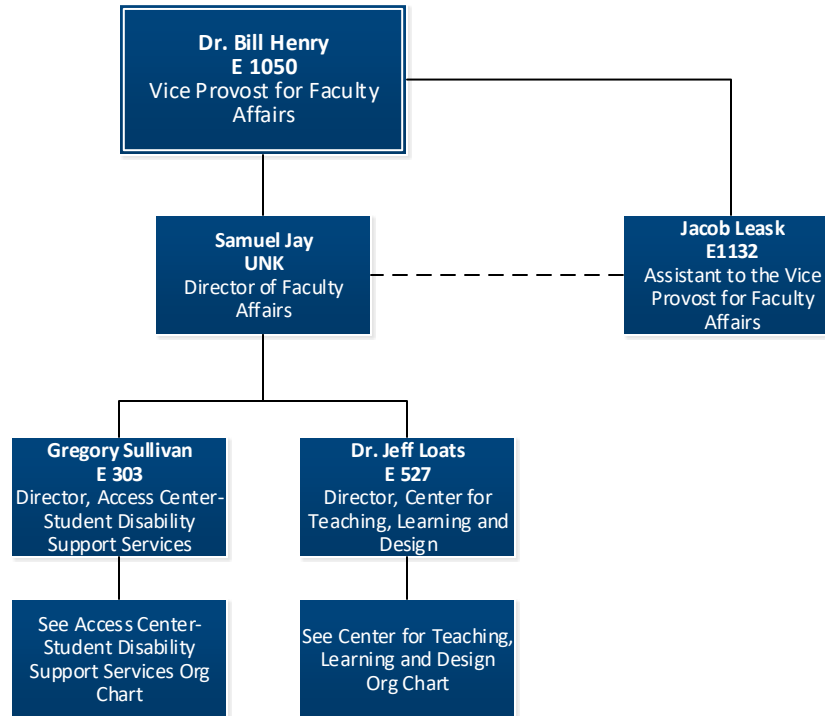 Dr. Bill Henry
E 1050
Vice Provost for Faculty
Affairs
Samuel Jay
UNK
Director of Faculty
Affairs
Jacob Leask
E1132
Assistant to the Vice
Provost for Faculty
Affairs
Gregory Sullivan
E 303
Director, Access Center-
Student Disability
Support Services
Dr. Jeff Loats
E 527
Director, Center for
Teaching, Learning and
Design
See Access Center-
Student Disability
Support Services Org
Chart
See Center for Teaching,
Learning and Design
Org Chart